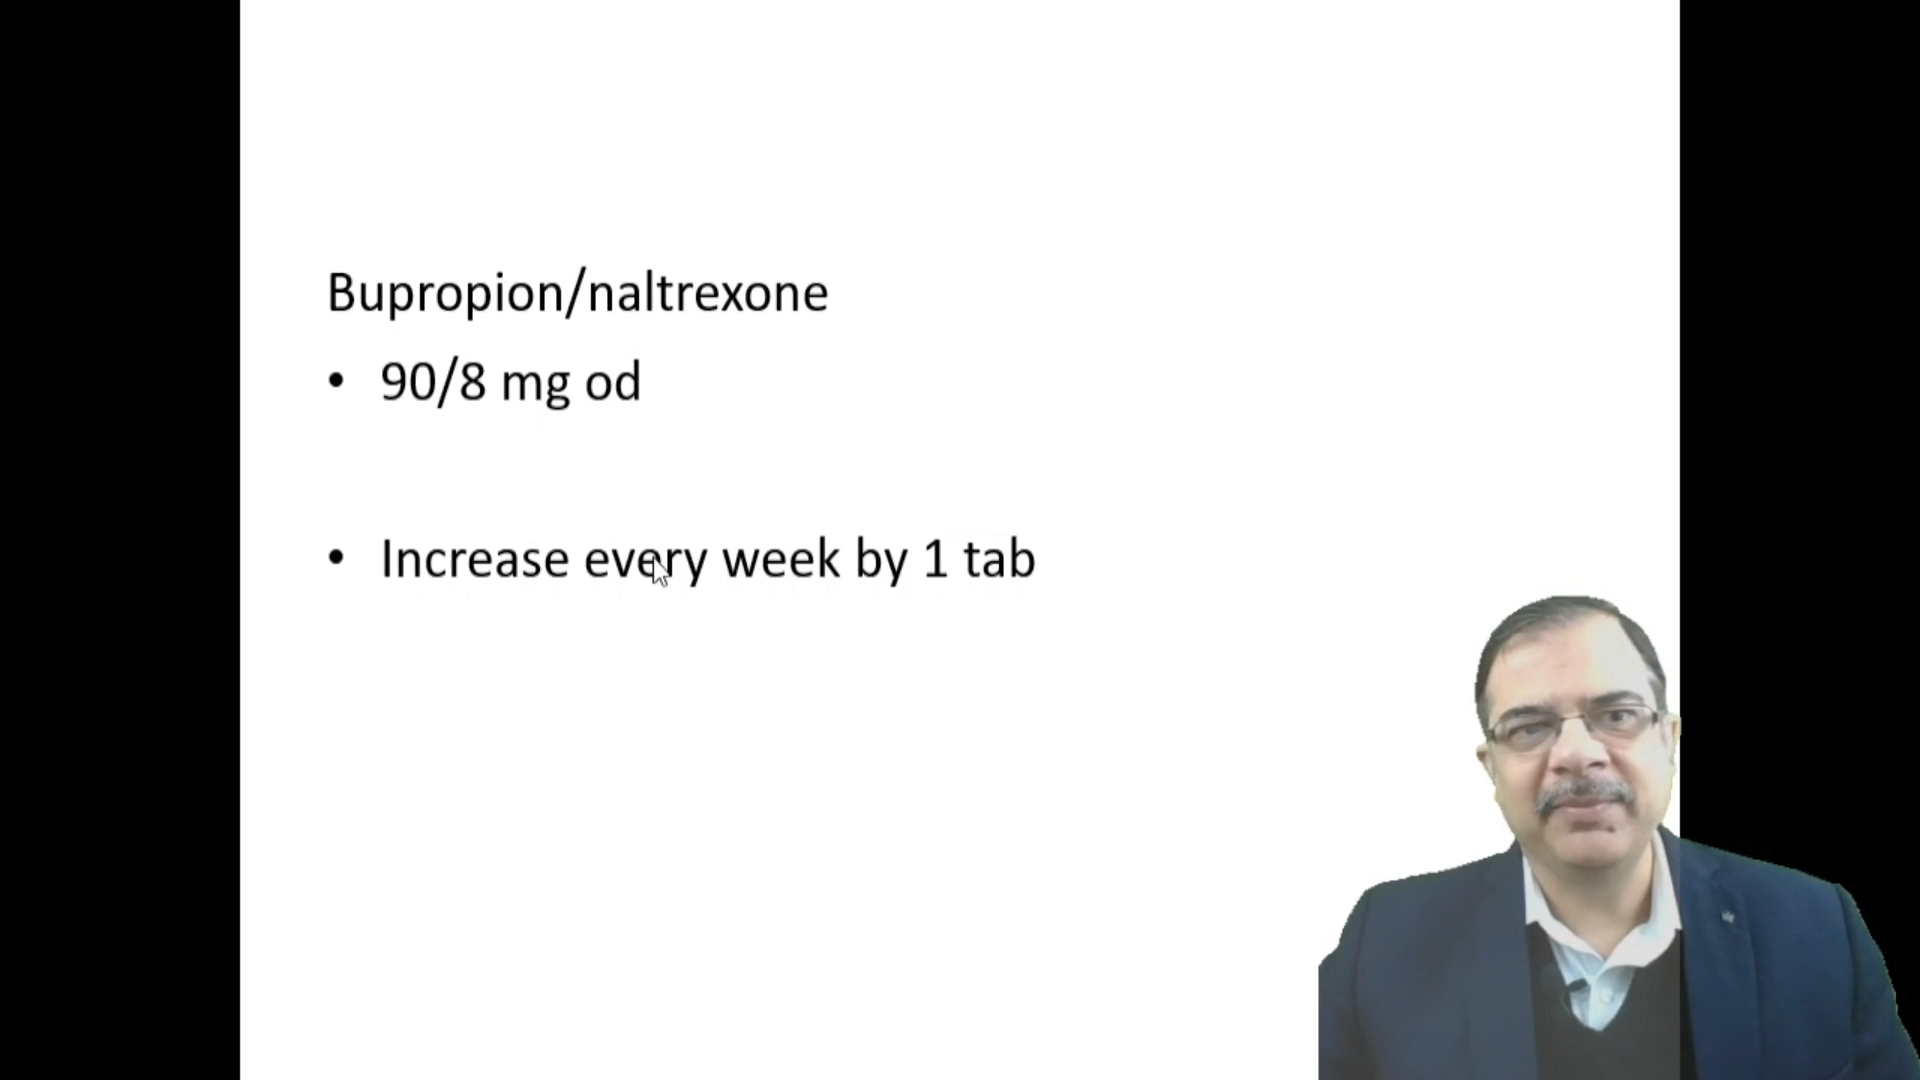 Bupropion/naltrexone
• 90/8 mg od
• Increase every week by 1 tab